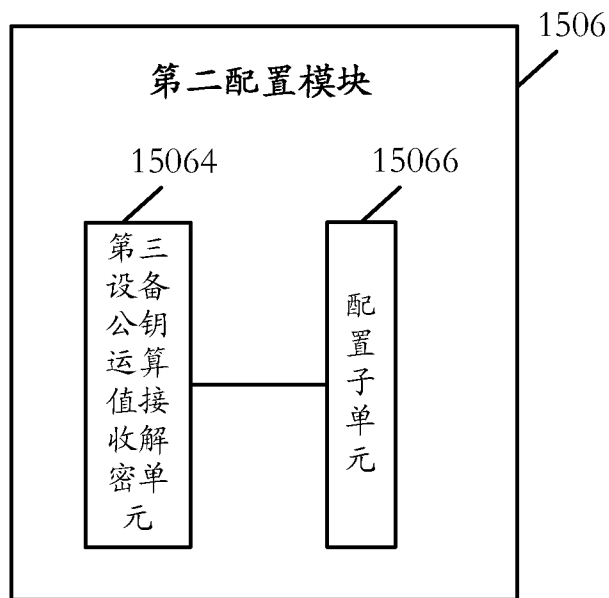 1506
第二配置模块
15064
15066
第三
设备
公钥
运算
值接
收解
密单
元
配
置
子
单
元